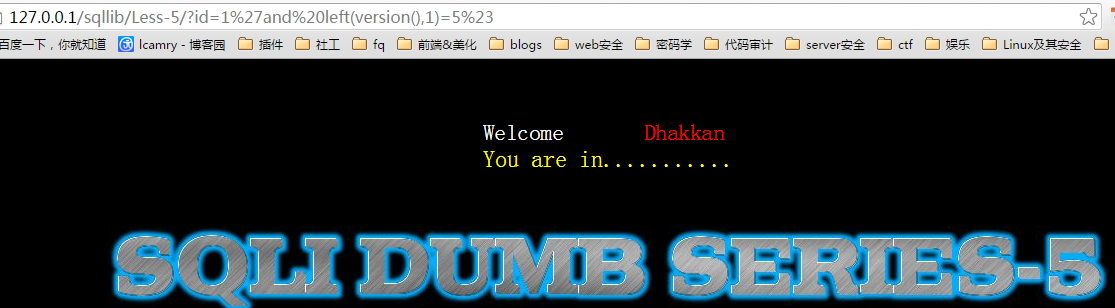 127.0.0.1/sqllib/Less-5/?id=1%27and%20left(version(),1)=5%23
百度一下，你就知道 lcamry - 博客园 插件 社工 fq 前端&美化 blogs web安全 密码学 代码审计 server安全 ctf 娱乐 Linux及其安全
Welcome Dhakkan
You are in...........
SQLI DUMB SERIES-5